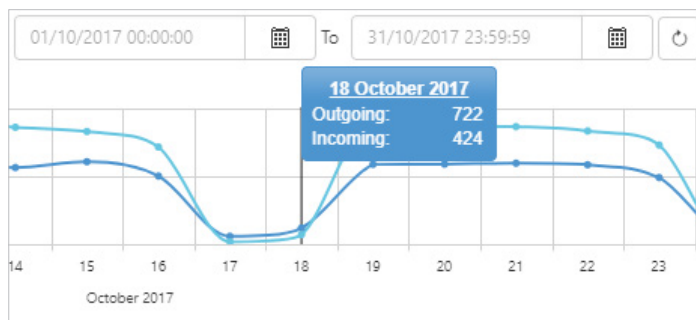 01/10/2017 00:00:00 To 31/10/2017 23:59:59
18 October 2017
Outgoing: 722
Incoming: 424
14 15 16 17 18 19 20 21 22 23
October 2017